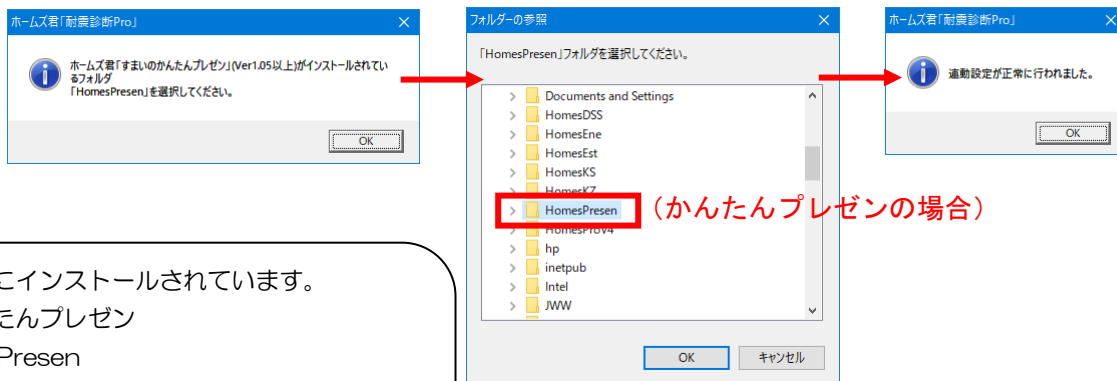 ホームズ君「耐震診断Pro」
ホームズ君「すまいのかんたんプレゼン」(Ver1.05以上)がインストールされてい
るフォルダ
「HomesPresen」を選択してください。
OK
フォルダーの参照
「HomesPresen」フォルダを選択してください。
Documents and Settings
HomesDSS
HomesEne
HomesEst
HomesKS
HomesKZ
HomesPresen
HomesProV4
hp
inetpub
Intel
JWW
OK
キャンセル
（かんたんプレゼンの場合）
ホームズ君「耐震診断Pro」
連動設定が正常に行われました。
OK
にインストールされています。
たんプレゼン
Presen